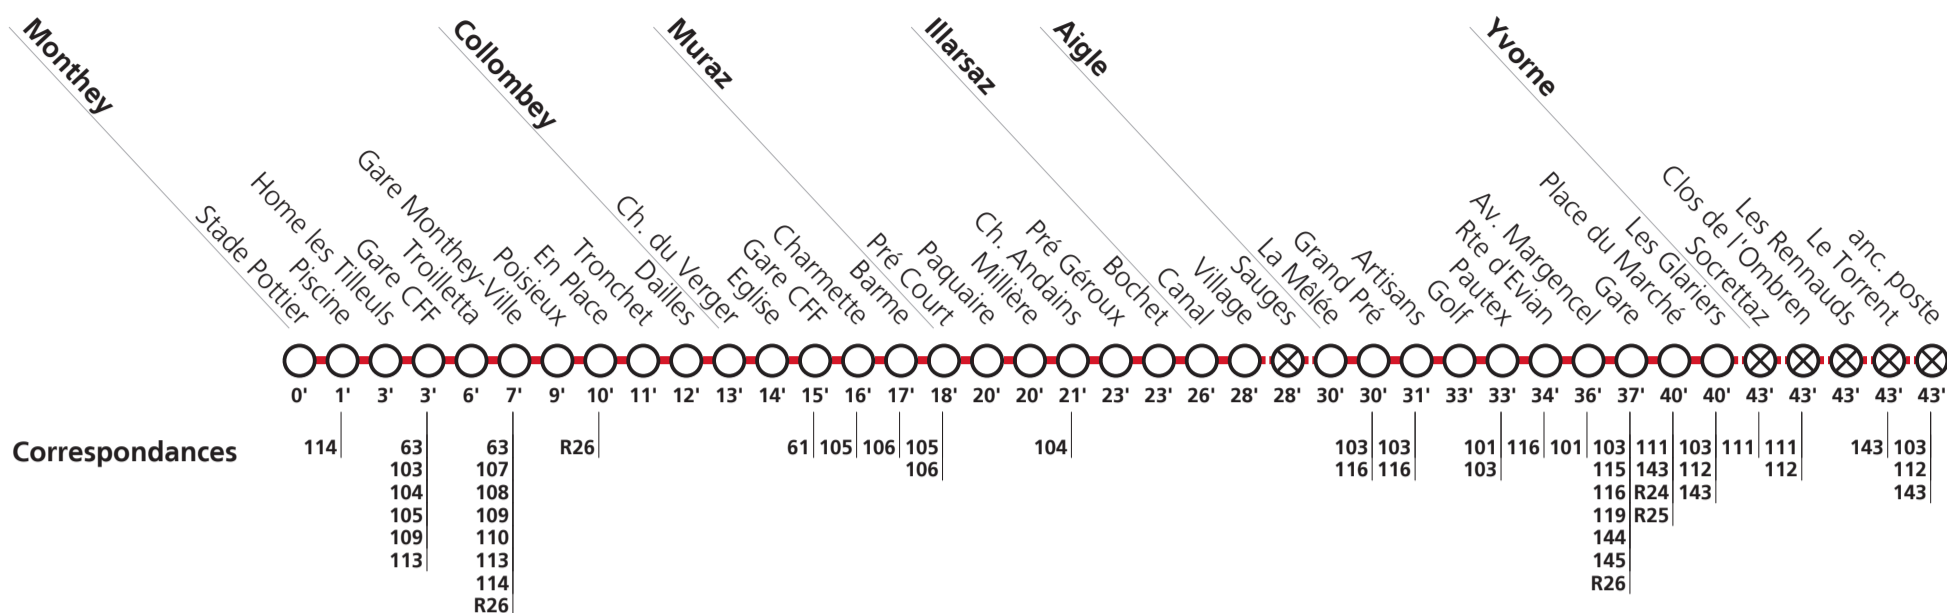 Monthey
Collombey
Muraz
Illarsaz
Aigle
Yvorne
Stade Pottier
Piscine
Home les Tilleuls
Gare CFF
Troilletta
Gare Monthey-Ville
Poisieux
En Place
Tronchet
Dailles
Ch. du Verger
Eglise
Gare CFF
Charmette
Barme
Pré Court
Paquaire
Millière
Ch. Andains
Pré Géroux
Bochet
Canal
Village
Sauges
La Mêlée
Grand Pré
Artisans
Golf
Pautex
Rte d'Evian
Av. Margencel
Gare
Place du Marché
Les Glariers
Socrettaz
Clos de l'Ombren
Les Rennauds
Le Torrent
anc. poste
0' 1' 3' 3' 6' 7' 9' 10' 11' 12' 13' 14' 15' 16' 17' 18' 20' 20' 21' 23' 23' 26' 28' 28' 30' 30' 31' 33' 33' 34' 36' 37' 40' 40' 43' 43' 43' 43' 43'
Correspondances
114 63 63 R26 61 105 106 105 104 103 103 101 116 101 103 111 103 111 111 143 103
103 107 106 116 116 103 115 143 112 112 112
104 108 116 R24 143 143
105 109 119 R25
109 110 144
113 113 145
114 R26
R26